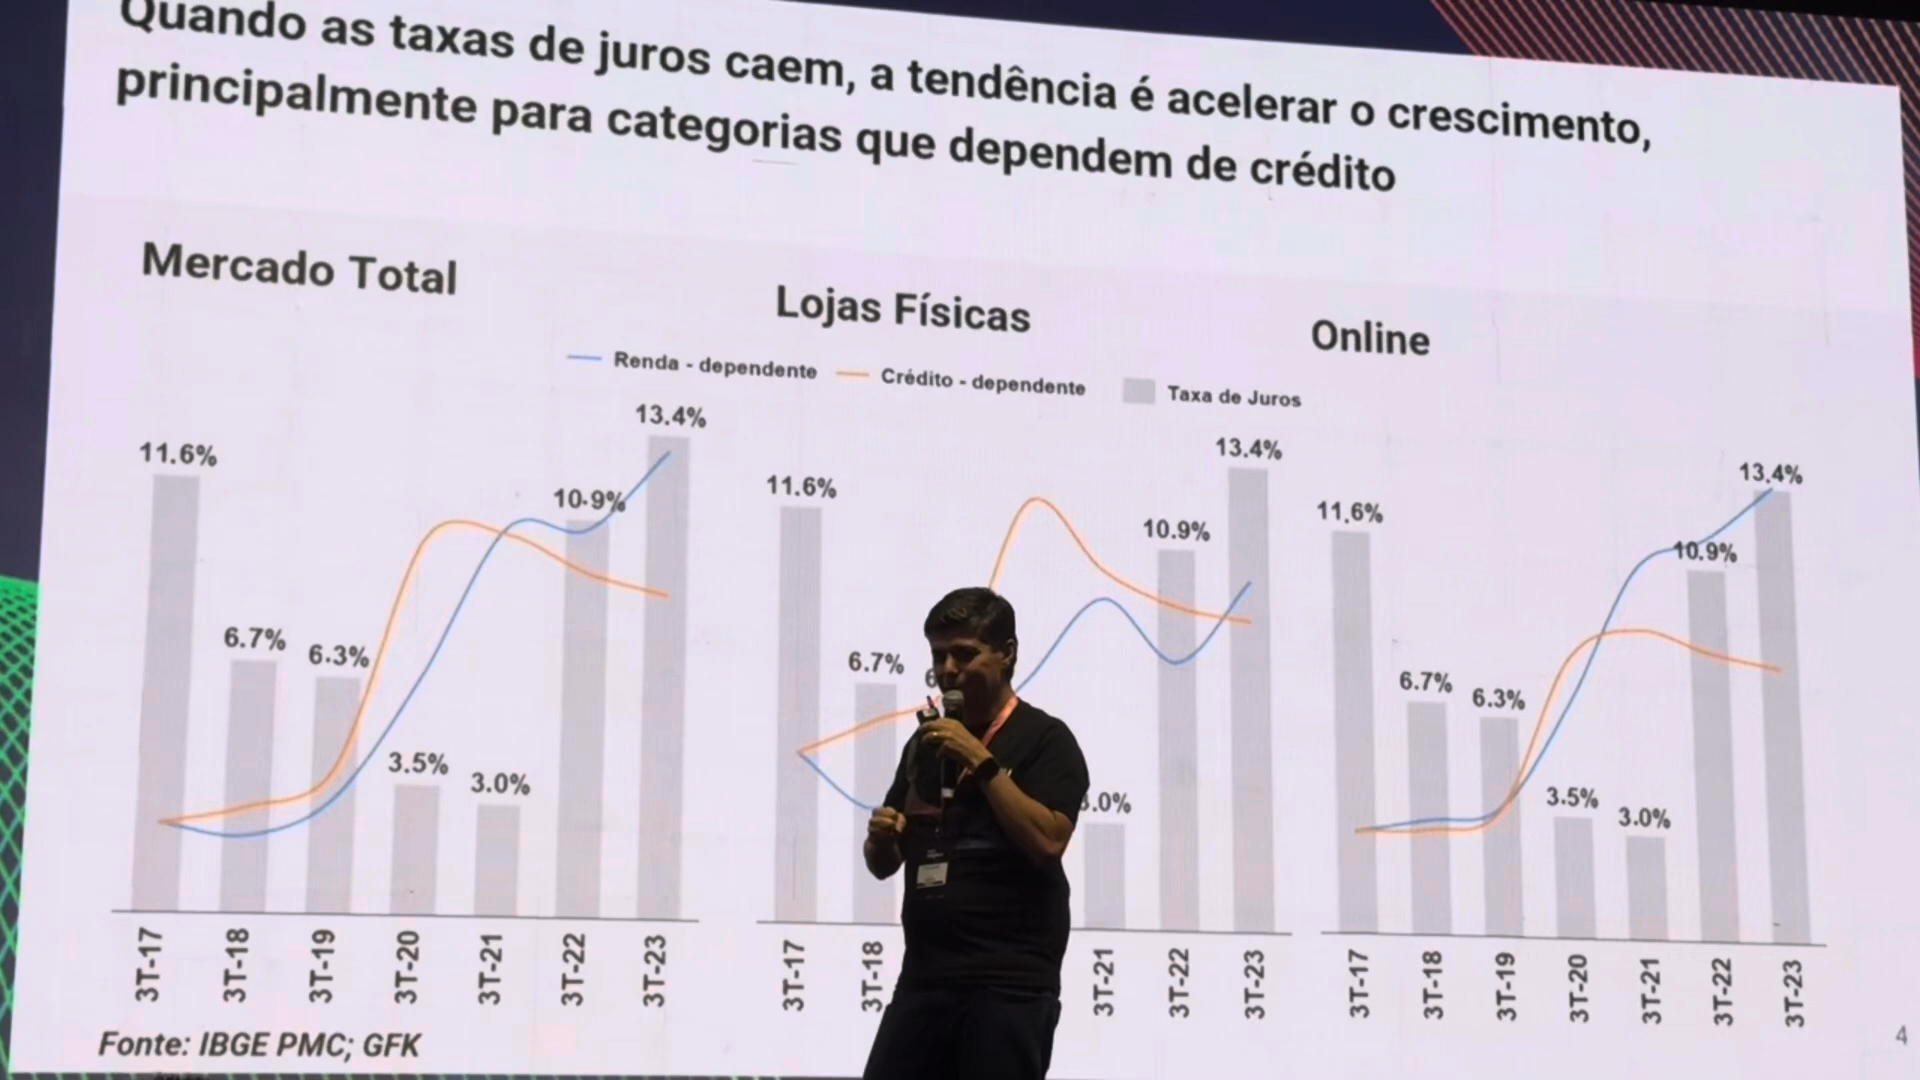 Quando as taxas de juros caem, a tendência é acelerar o crescimento,
principalmente para categorias que dependem de crédito
Mercado Total
Lojas Físicas
Online
Renda - dependente
Crédito - dependente
Taxa de Juros
11.6%
6.7%
6.3%
3.5%
3.0%
10.9%
13.4%
3T-17
3T-18
3T-19
3T-20
3T-21
3T-22
3T-23
11.6%
6.7%
10.9%
13.4%
3T-17
3T-18
3T-21
3T-22
3T-23
11.6%
6.7%
6.3%
3.5%
3.0%
10.9%
13.4%
3T-17
3T-18
3T-19
3T-20
3T-21
3T-22
3T-23
Fonte: IBGE PMC; GFK
4